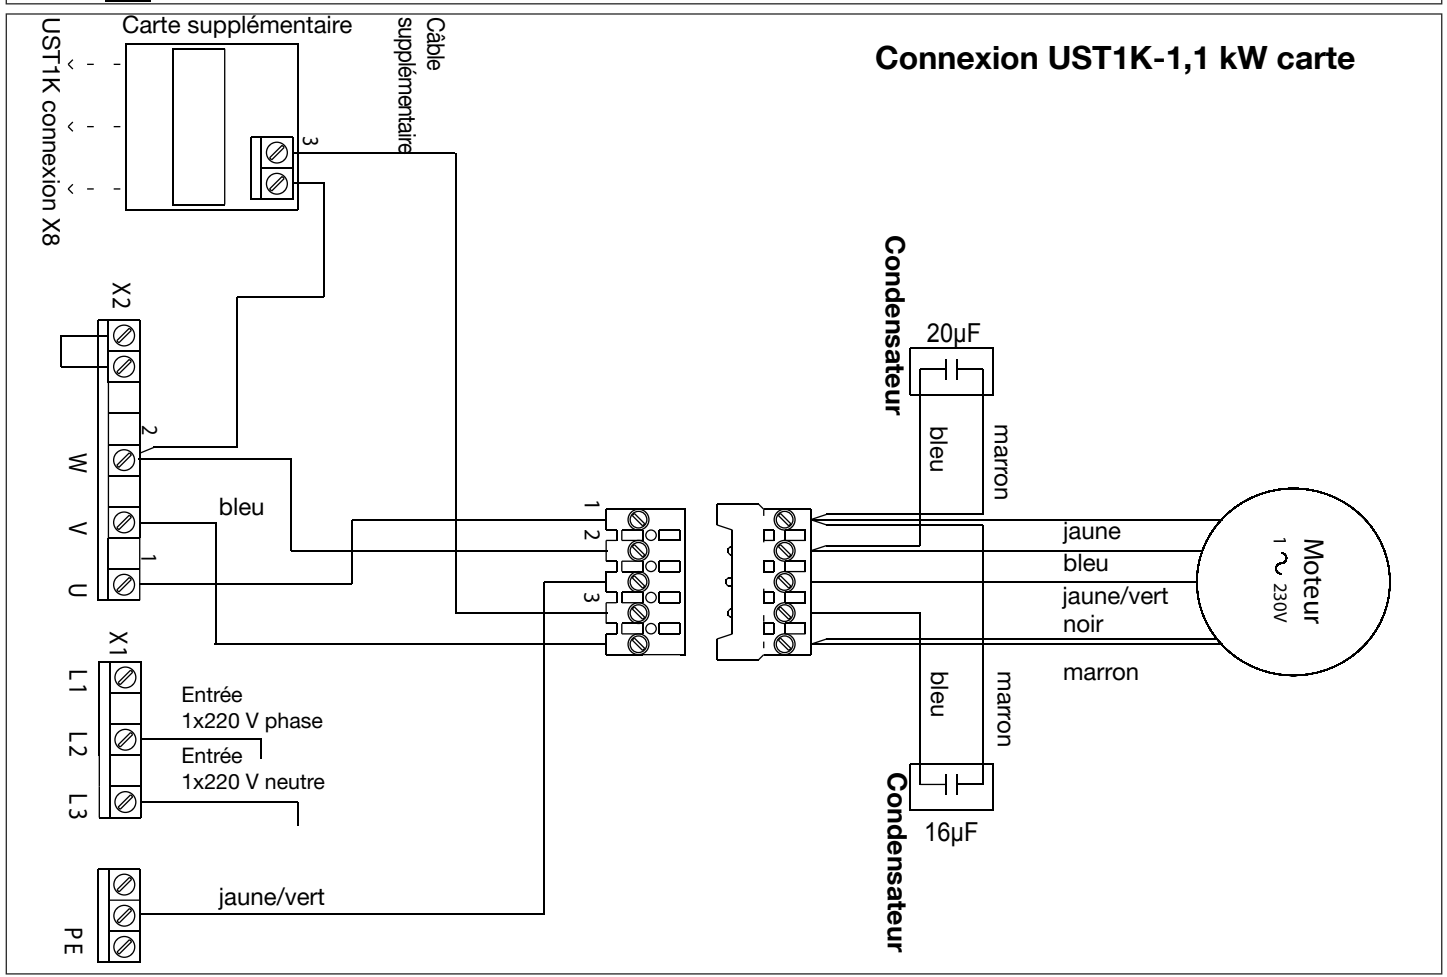 Carte supplémentaire
Câble
supplémentaire
Connexion UST1K-1,1 kW carte
UST1K connexion X8
3
X2
2
W
V
1
U
bleu
X1
L1
L2
L3
Entrée
1x220 V phase
Entrée
1x220 V neutre
PE
jaune/vert
1
2
3
Condensateur
20µF
bleu
marron
jaune
bleu
jaune/vert
noir
marron
Moteur
1 ~ 230V
bleu
marron
Condensateur
16µF